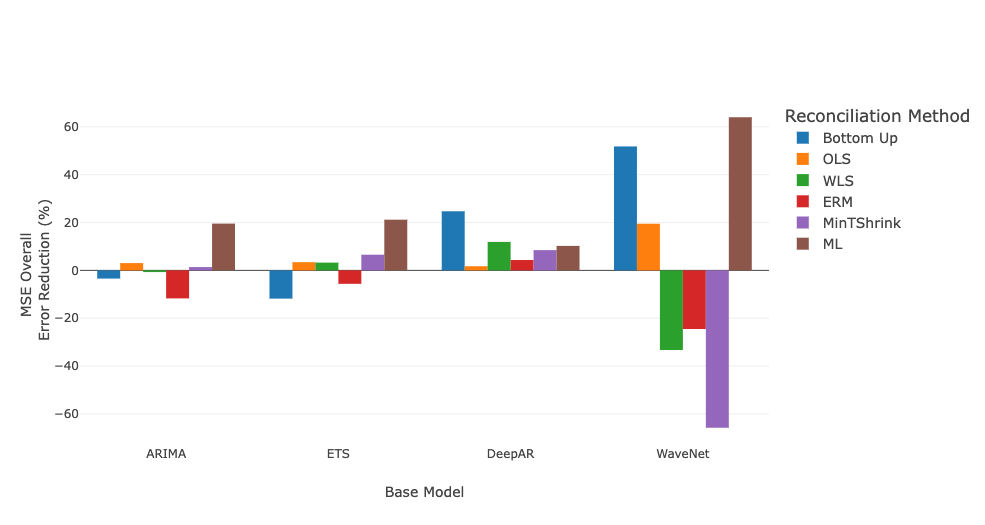 Reconciliation Method
Bottom Up
OLS
WLS
ERM
MinTShrink
ML
MSE Overall
Error Reduction (%)
60
40
20
0
−20
−40
−60
ARIMA
ETS
DeepAR
WaveNet
Base Model